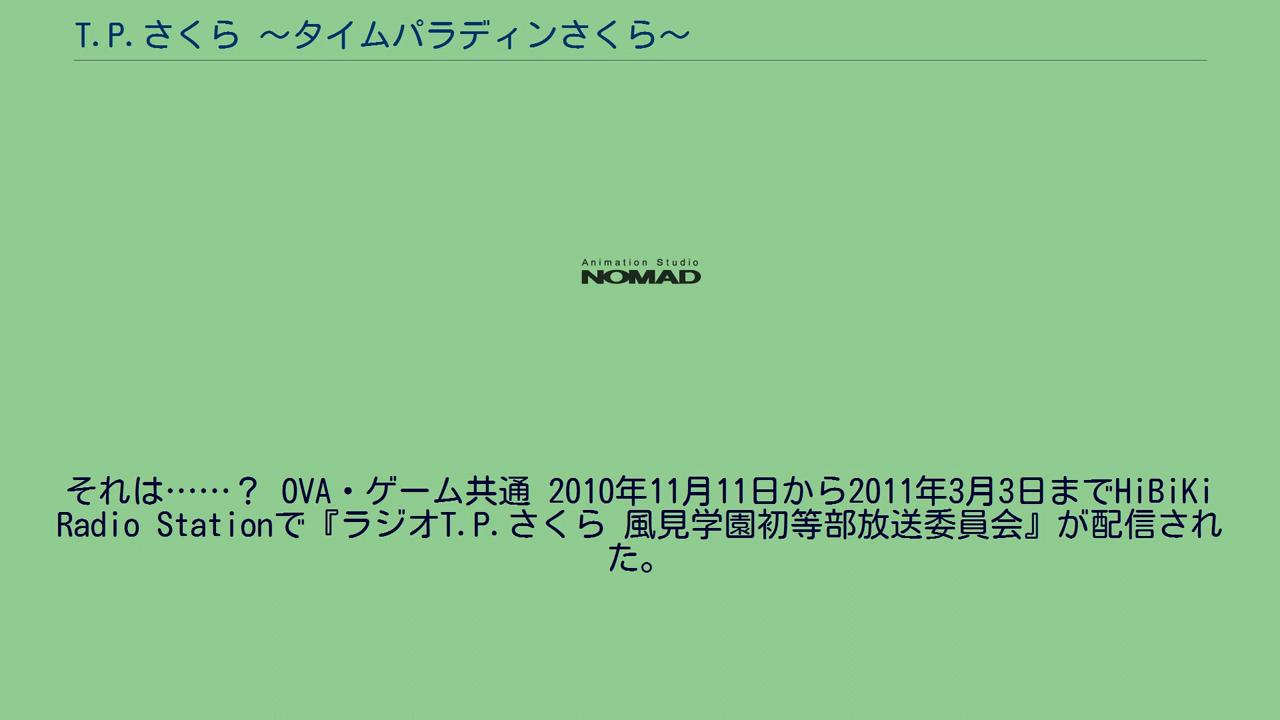 T.P.さくら 〜タイムパラディンさくら〜
Animation Studio
NOMAD
それは……？ OVA・ゲーム共通 2010年11月11日から2011年3月3日までHiBiKi
Radio Stationで『ラジオT.P.さくら 風見学園初等部放送委員会』が配信され
た。